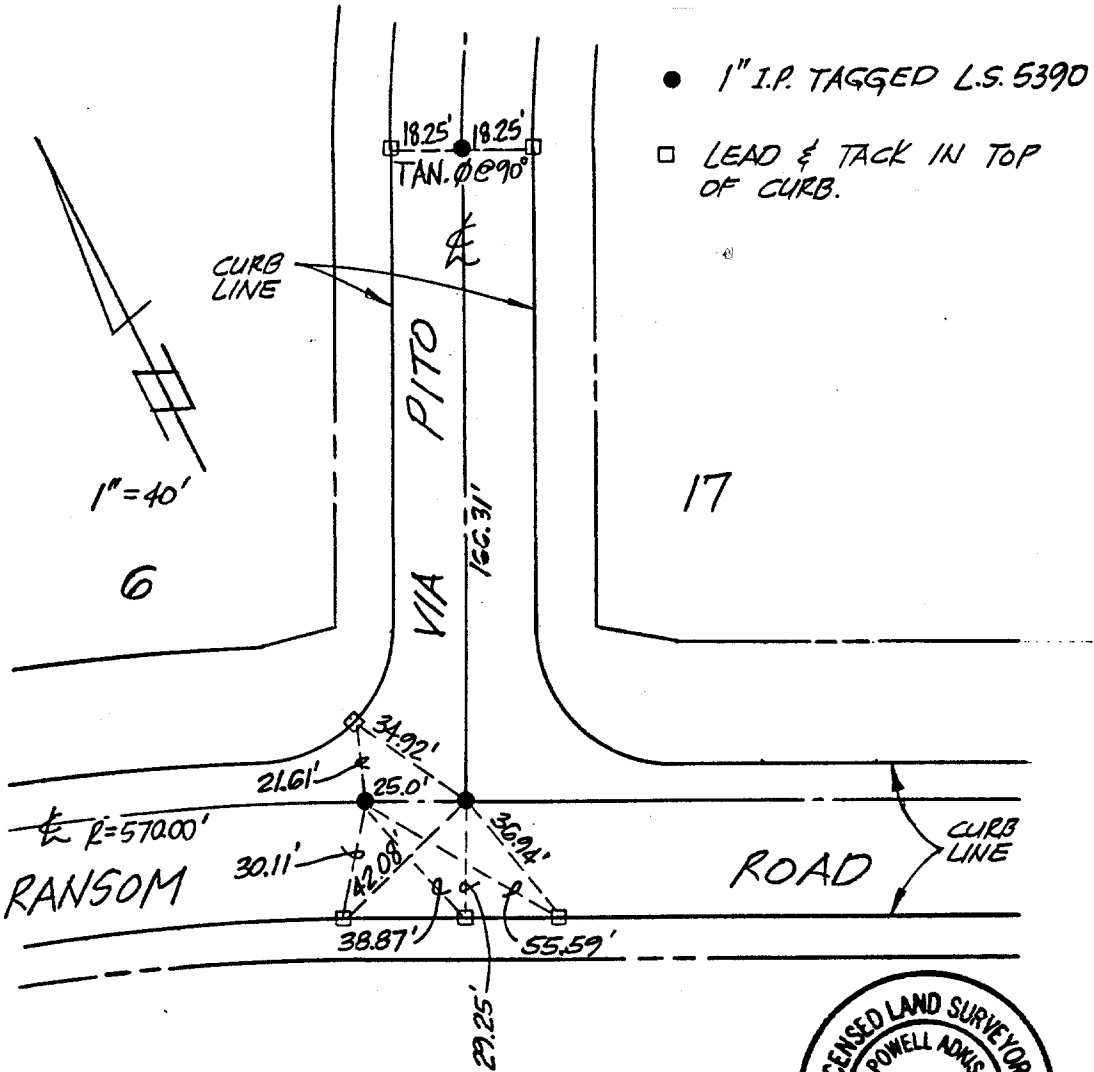 ● 1" I.P. TAGGED L.S. 5390
□ LEAD & TACK IN TOP
OF CURB.
18.25' 18.25'
TAN. ⌀ @ 90°
℄
CURB
LINE
VIA PITO
166.31'
1" = 40'
6
17
34.92'
21.61'
25.0'
℄ R=570.00'
30.11'
42.08'
36.94'
RANSOM ROAD
CURB
LINE
38.87'
55.59'
29.25'
CENSED LAND SURVEYOR
POWELL ADKIS